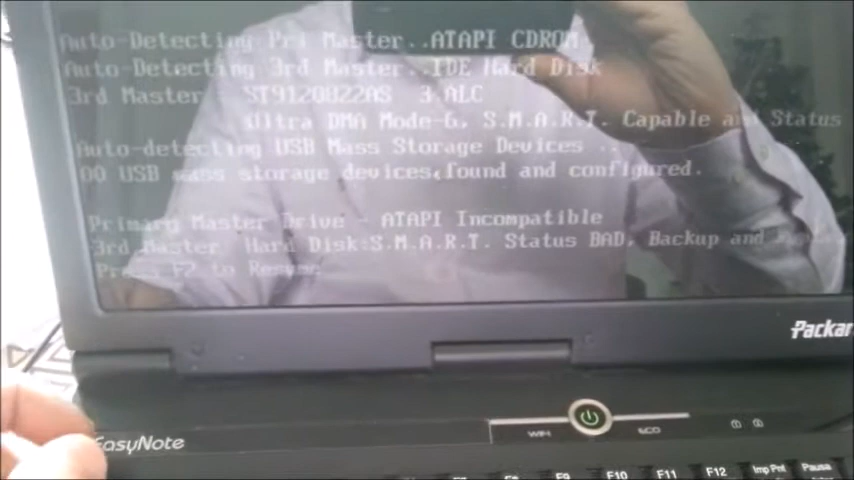 Auto-Detecting Pri Master..ATAPI CDROM
Auto-Detecting 3rd Master..IDE Hard Disk
3rd Master ST9120822AS 3.ALC
Ultra DMA Mode-6, S.M.A.R.T. Capable and Status
Auto-detecting USB Mass Storage Devices ..
00 USB mass storage devices found and configured.
Primary Master Drive - ATAPI Incompatible
3rd Master Hard Disk:S.M.A.R.T. Status BAD, Backup and
Press F2 to Resume
Packar
EasyNote
WiFi
ECO
F9 F10 F11 F12 Imp Pnt Pausa